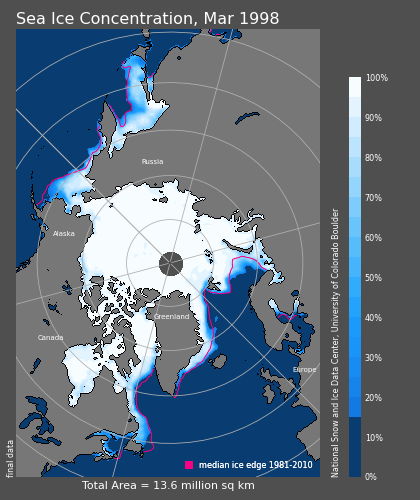 Sea Ice Concentration, Mar 1998
Russia
Alaska
Greenland
Canada
Europe
median ice edge 1981-2010
final data
Total Area = 13.6 million sq km
National Snow and Ice Data Center, University of Colorado Boulder
100%
90%
80%
70%
60%
50%
40%
30%
20%
10%
0%